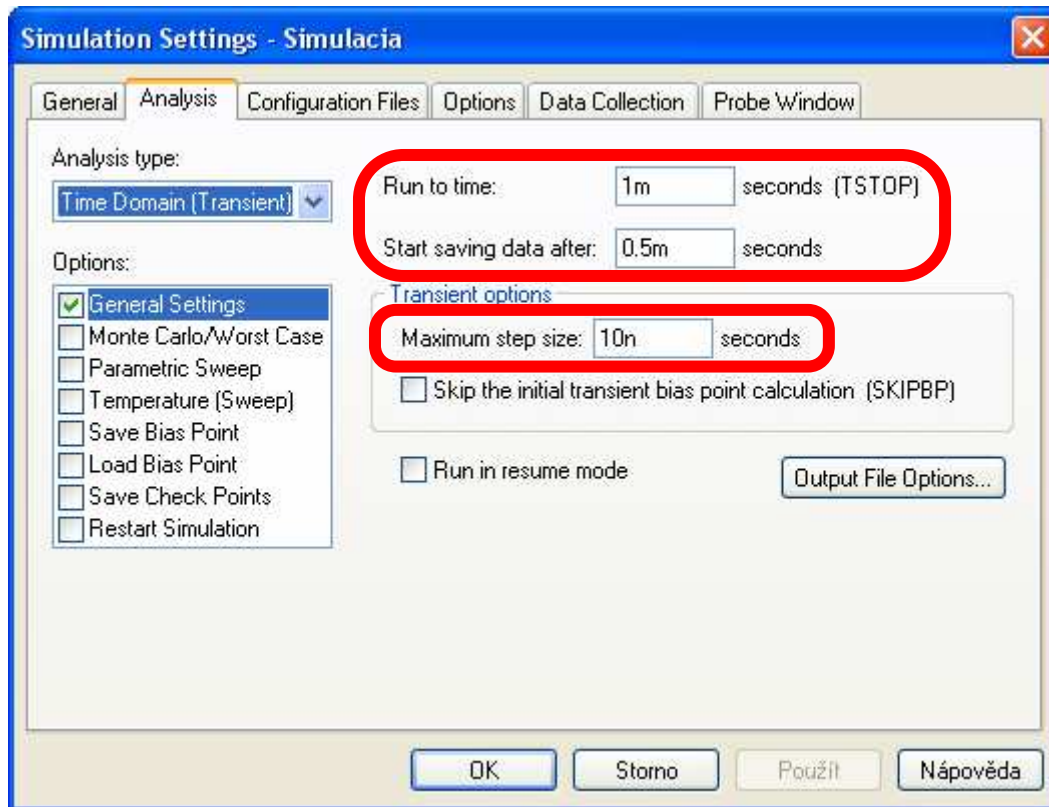 Simulation Settings - Simulacia
General Analysis Configuration Files Options Data Collection Probe Window
Analysis type:
Time Domain (Transient)
Options:
General Settings
Monte Carlo/Worst Case
Parametric Sweep
Temperature (Sweep)
Save Bias Point
Load Bias Point
Save Check Points
Restart Simulation
Run to time: 1m seconds (TSTOP)
Start saving data after: 0.5m seconds
Transient options
Maximum step size: 10n seconds
Skip the initial transient bias point calculation (SKIPBP)
Run in resume mode
Output File Options...
OK Storno Použít Nápověda